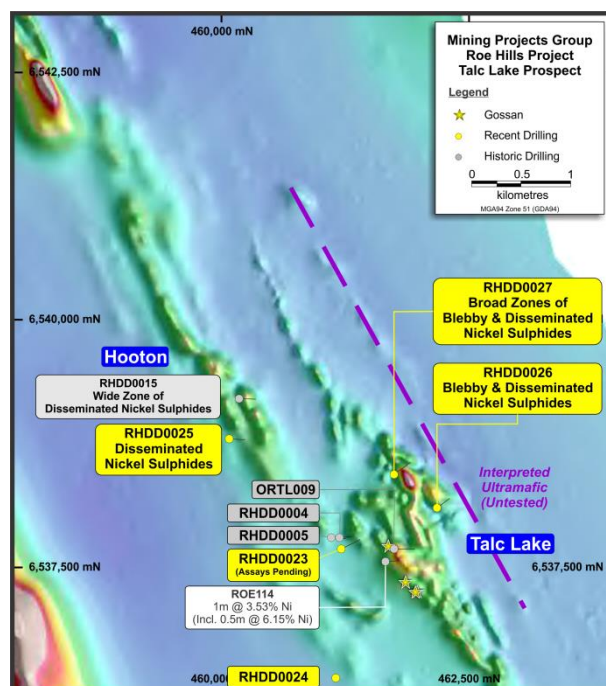 460,000 mN
6,542,500 mN
Mining Projects Group
Roe Hills Project
Talc Lake Prospect
Legend
Gossan
Recent Drilling
Historic Drilling
0 0.5 1
kilometres
MGA94 Zone 51 (GDA94)
RHDD0027
Broad Zones of
Blebby & Disseminated
Nickel Sulphides
6,540,000 mN
Hooton
RHDD0015
Wide Zone of
Disseminated Nickel Sulphides
RHDD0026
Blebby & Disseminated
Nickel Sulphides
RHDD0025
Disseminated
Nickel Sulphides
Interpreted
Ultramafic
(Untested)
ORTL009
RHDD0004
RHDD0005
Talc Lake
RHDD0023
(Assays Pending)
6,537,500 mN
6,537,500 mN
ROE114
1m @ 3.53% Ni
(Incl. 0.5m @ 6.15% Ni)
460,000 mN
RHDD0024
462,500 mN